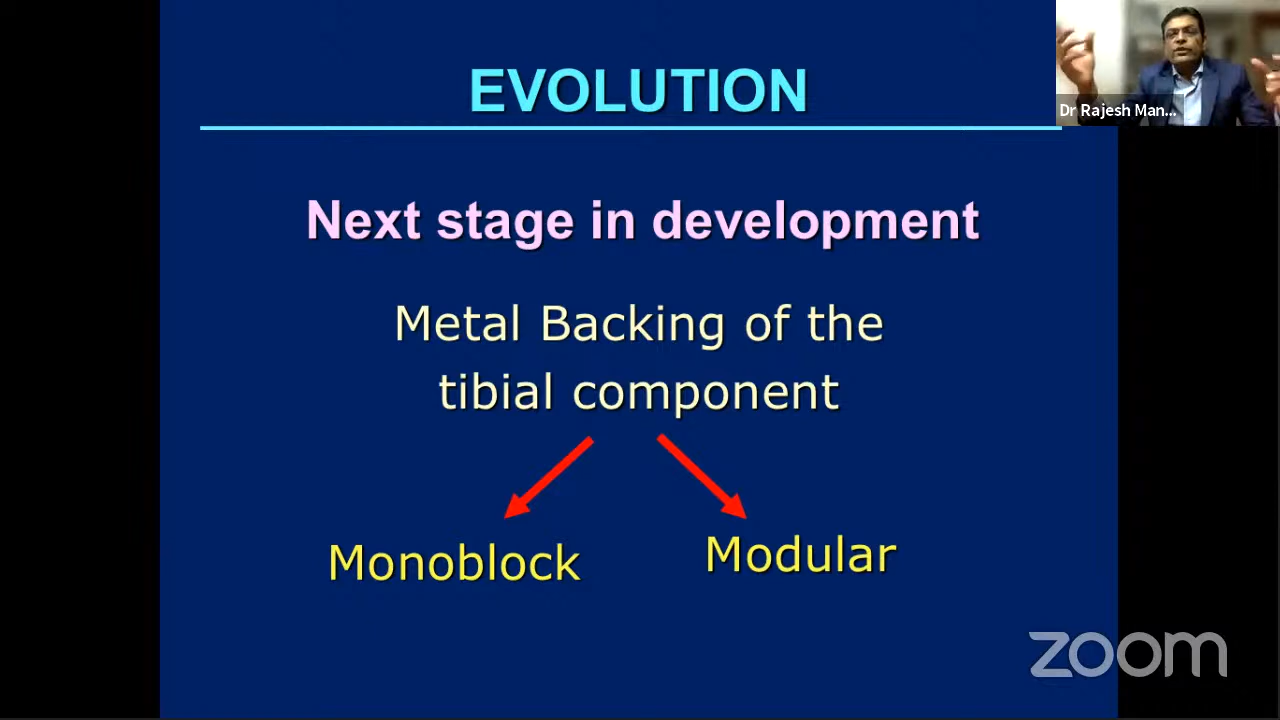 EVOLUTION
Dr Rajesh Man...
Next stage in development
Metal Backing of the
tibial component
Monoblock
Modular
zoom